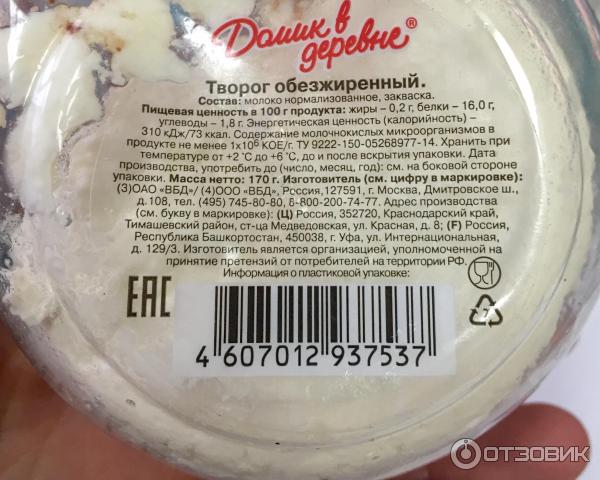 Домик в
деревне®
Творог обезжиренный.
Состав: молоко нормализованное, закваска.
Пищевая ценность в 100 г продукта: жиры – 0,2 г, белки – 16,0 г,
углеводы – 1,8 г. Энергетическая ценность (калорийность) –
310 кДж/73 ккал. Содержание молочнокислых микроорганизмов в
продукте не менее 1х10⁶ КОЕ/г. ТУ 9222-150-05268977-14. Хранить при
температуре от +2 °С до +6 °С, до и после вскрытия упаковки. Дата
производства, употребить до (число, месяц, год): см. на боковой стороне
упаковки. Масса нетто: 170 г. Изготовитель (см. цифру в маркировке):
(3)ОАО «ВБД»/ (4)ООО «ВБД», Россия,127591, г. Москва, Дмитровское ш.,
д.108, тел. (495) 745-80-80, 8-800-200-74-77. Адрес производства
(см. букву в маркировке): (Ц) Россия, 352720, Краснодарский край,
Тимашевский район, ст-ца Медведовская, ул. Красная, д. 8; (F) Россия,
Республика Башкортостан, 450038, г. Уфа, ул. Интернациональная,
д. 129/3. Изготовитель является организацией, уполномоченной на
принятие претензий от потребителей на территории РФ.
Информация о пластиковой упаковке:
EAC
7
4 607012 937537
ОТЗОВИК